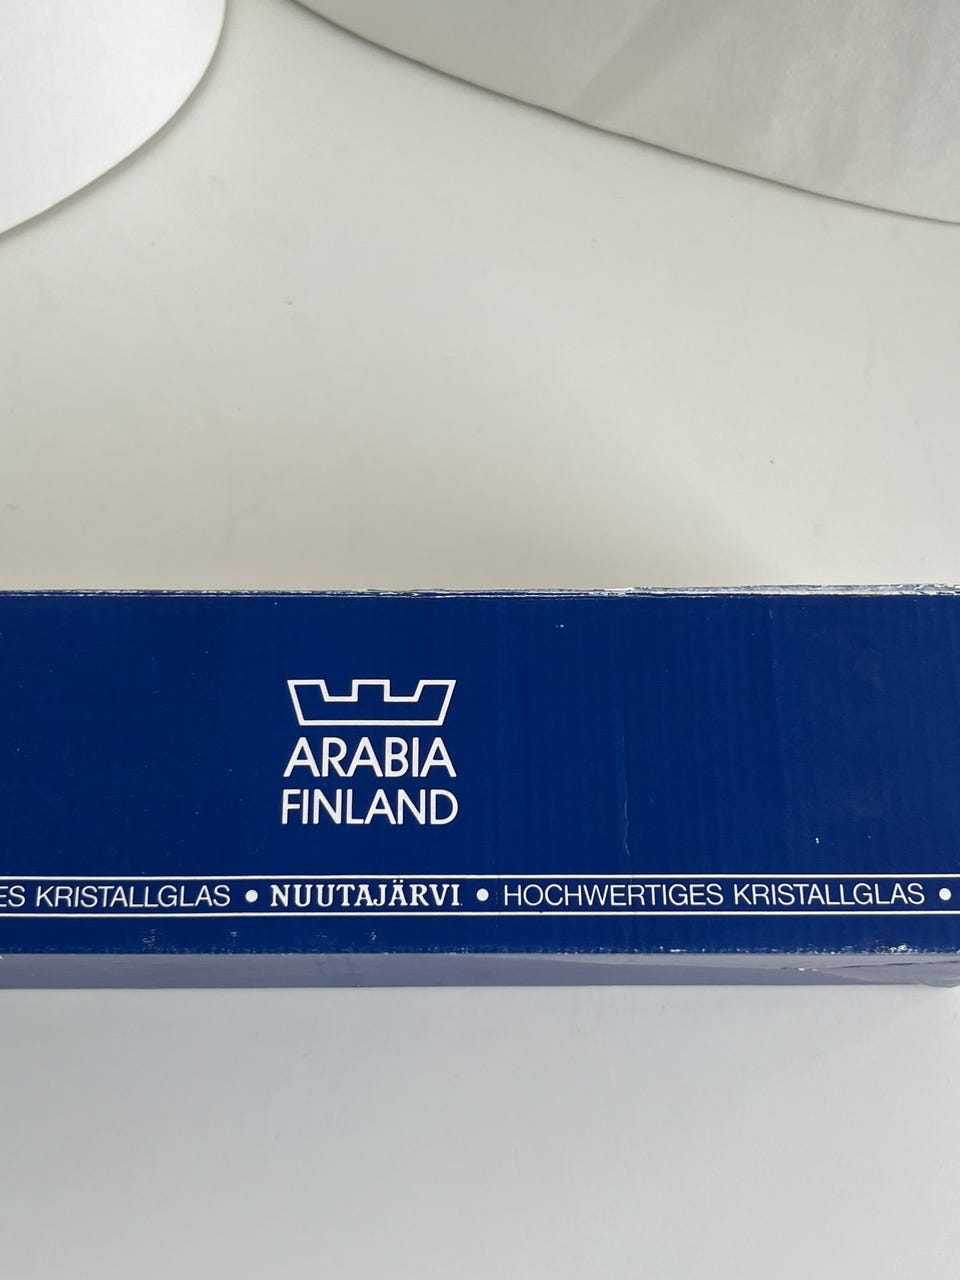 ARABIA
FINLAND
ES KRISTALLGLAS • NUUTAJÄRVI • HOCHWERTIGES KRISTALLGLAS •